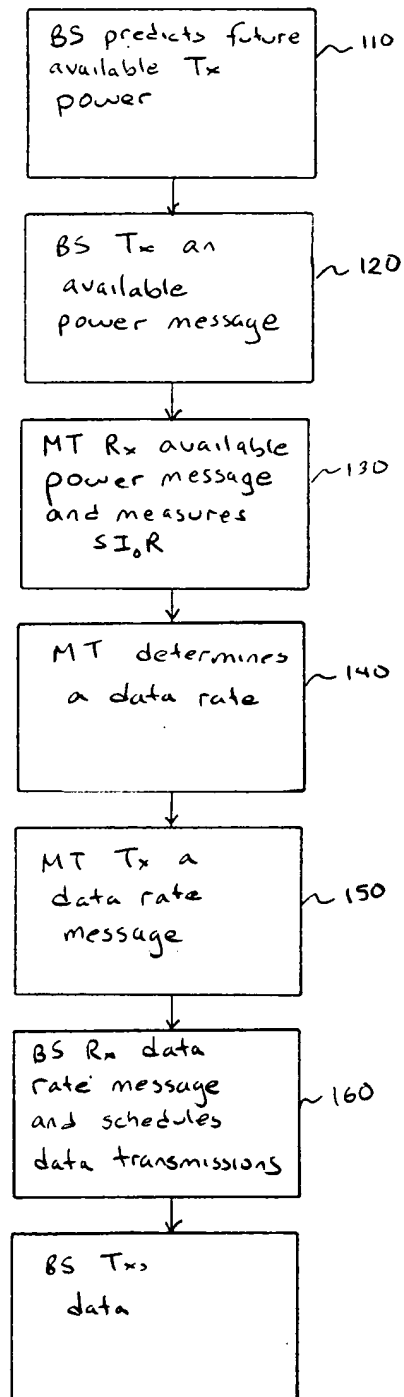 BS predicts future
available Tx
power
110
BS Tx an
available
power message
120
MT Rx available
power message
and measures
SI₀R
130
MT determines
a data rate
140
MT Tx a
data rate
message
150
BS Rx data
rate message
and schedules
data transmissions
160
BS Txs
data